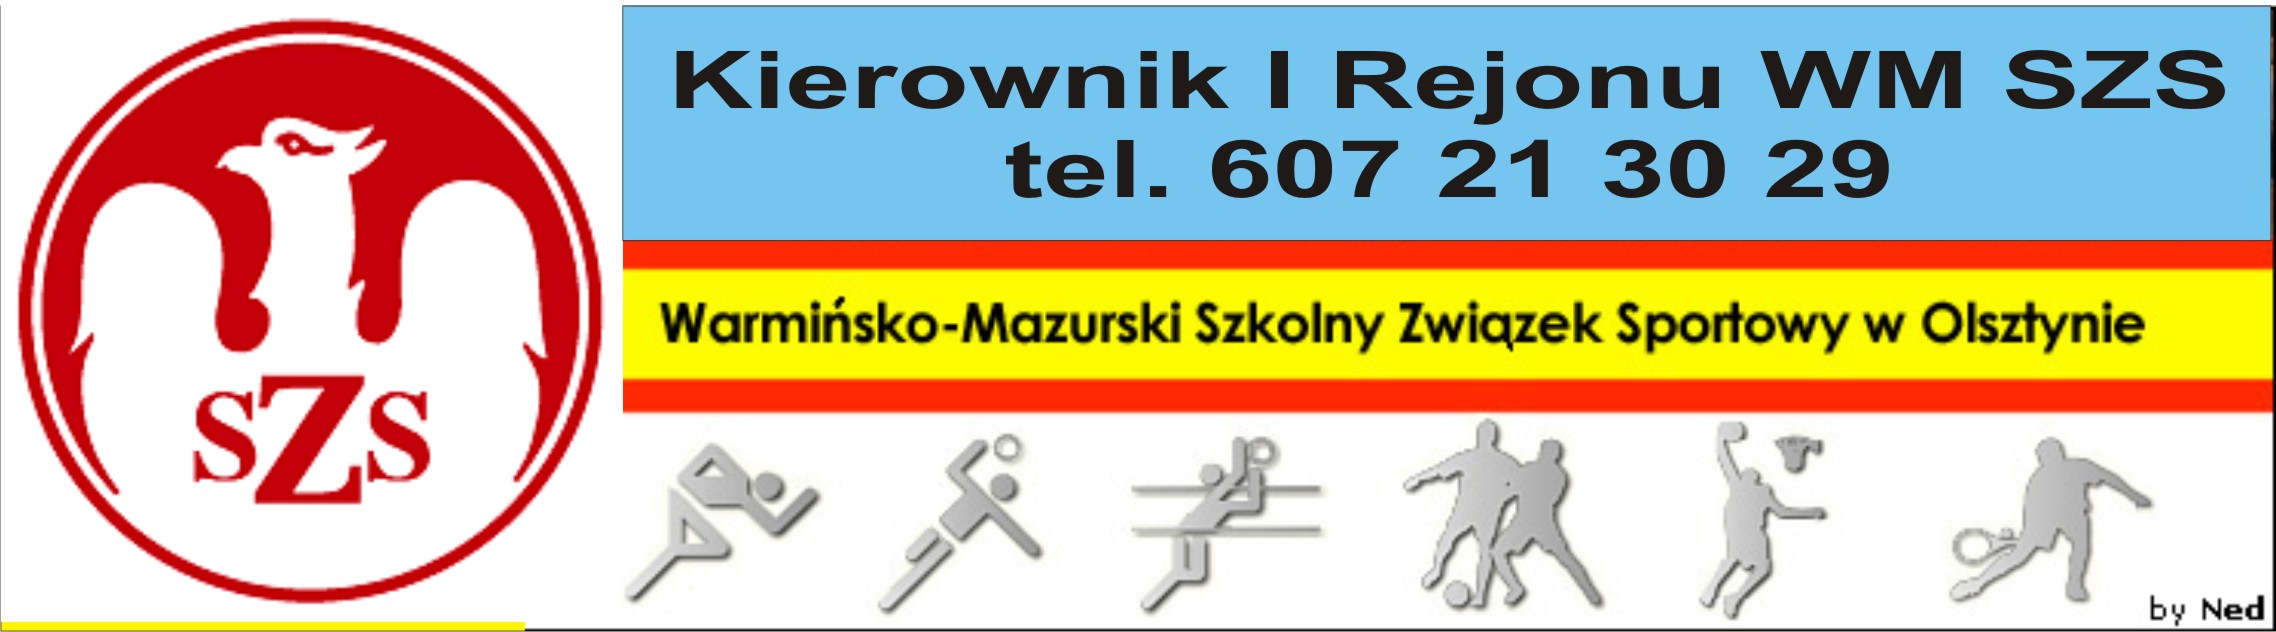 SZS
Kierownik I Rejonu WM SZS
tel. 607 21 30 29
Warmińsko-Mazurski Szkolny Związek Sportowy w Olsztynie
by Ned